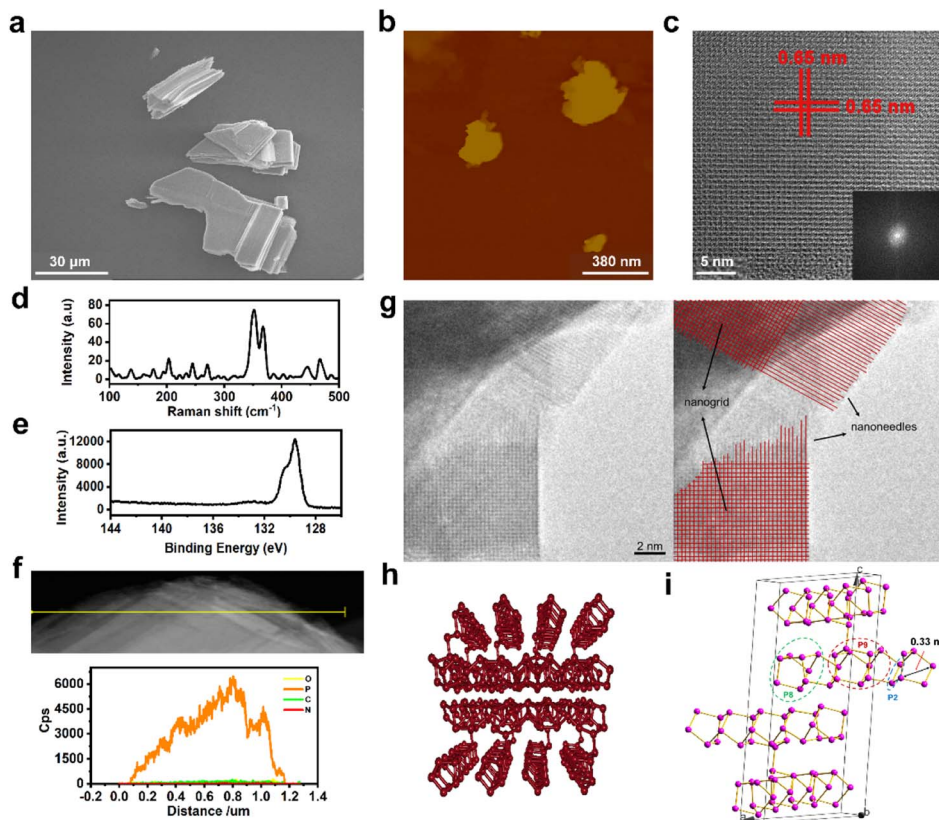 a
30 μm
b
380 nm
c
0.65 nm
0.65 nm
5 nm
d
Intensity (a.u)
80
60
40
20
0
100
200
300
400
500
Raman shift (cm⁻¹)
e
Intensity (a.u.)
12000
8000
4000
0
144
140
136
132
128
Binding Energy (eV)
f
Cps
6000
4500
3000
1500
0
O
P
C
N
-0.2
0.0
0.2
0.4
0.6
0.8
1.0
1.2
1.4
Distance /um
g
2 nm
nanogrid
nanoneedles
h
i
c
P8
P9
P2
0.33 n